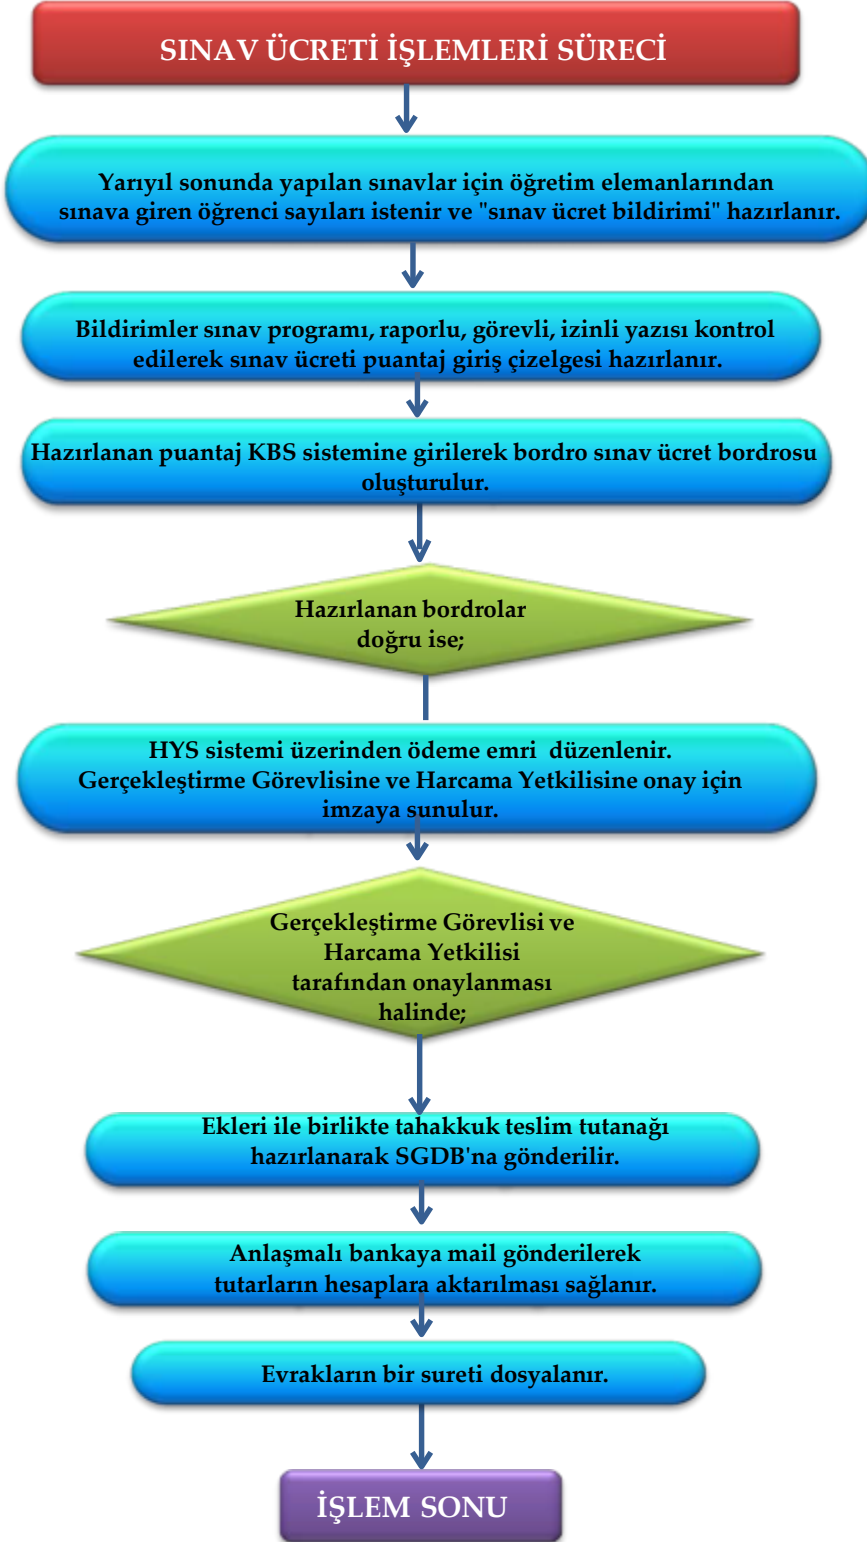 SINAV ÜCRETİ İŞLEMLERİ SÜRECİ
Yarıyıl sonunda yapılan sınavlar için öğretim elemanlarından
sınava giren öğrenci sayıları istenir ve "sınav ücret bildirimi" hazırlanır.
Bildirimler sınav programı, raporlu, görevli, izinli yazısı kontrol
edilerek sınav ücreti puantaj giriş çizelgesi hazırlanır.
Hazırlanan puantaj KBS sistemine girilerek bordro sınav ücret bordrosu
oluşturulur.
Hazırlanan bordrolar
doğru ise;
HYS sistemi üzerinden ödeme emri düzenlenir.
Gerçekleştirme Görevlisine ve Harcama Yetkilisine onay için
imzaya sunulur.
Gerçekleştirme Görevlisi ve
Harcama Yetkilisi
tarafından onaylanması
halinde;
Ekleri ile birlikte tahakkuk teslim tutanağı
hazırlanarak SGDB'na gönderilir.
Anlaşmalı bankaya mail gönderilerek
tutarların hesaplara aktarılması sağlanır.
Evrakların bir sureti dosyalanır.
İŞLEM SONU